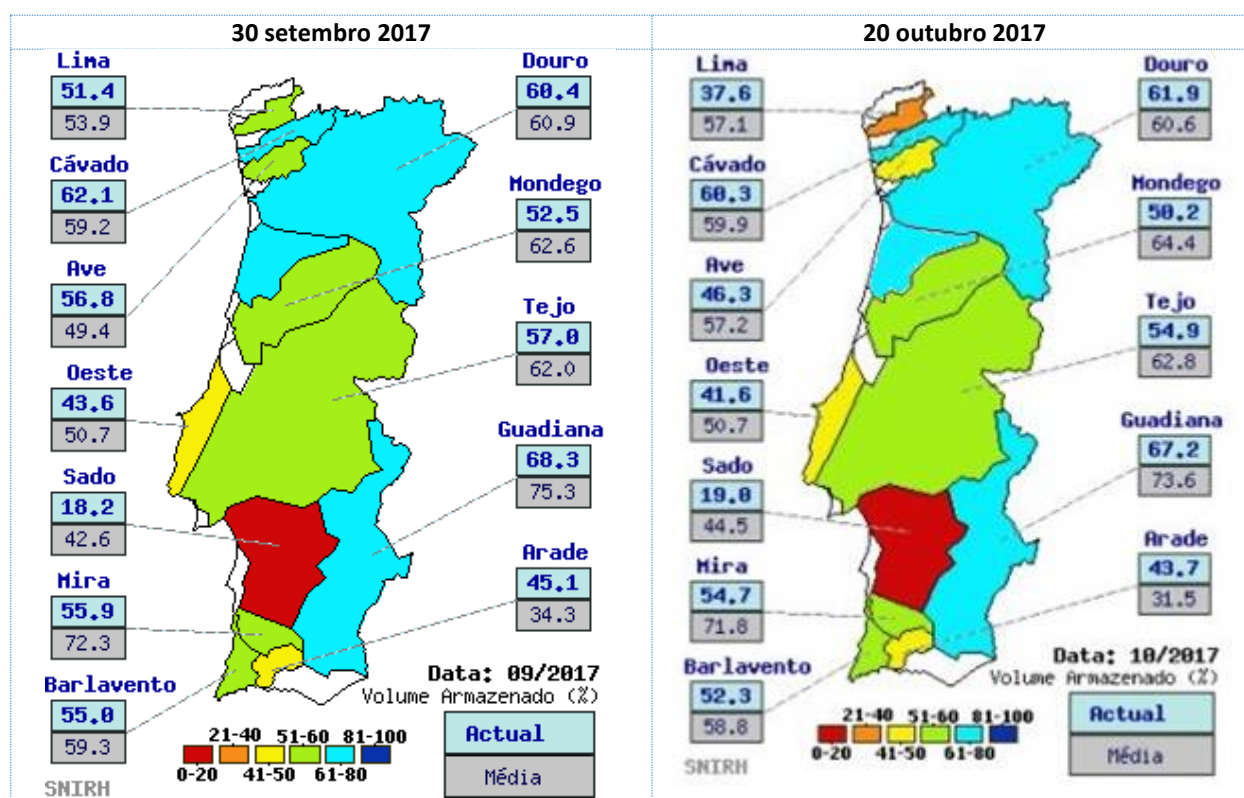 30 setembro 2017
Lima
51.4
53.9
Douro
60.4
60.9
Cávado
62.1
59.2
Mondego
52.5
62.6
Ave
56.8
49.4
Tejo
57.0
62.0
Oeste
43.6
50.7
Guadiana
68.3
75.3
Sado
18.2
42.6
Arade
45.1
34.3
Mira
55.9
72.3
Barlavento
55.0
59.3
Data: 09/2017
Volume Armazenado (%)
21-40 51-60 81-100
0-20 41-50 61-80
Actual
Média
SNIRH
20 outubro 2017
Lima
37.6
57.1
Douro
61.9
60.6
Cávado
60.3
59.9
Mondego
50.2
64.4
Ave
46.3
57.2
Tejo
54.9
62.8
Oeste
41.6
50.7
Guadiana
67.2
73.6
Sado
19.0
44.5
Arade
43.7
31.5
Mira
54.7
71.8
Barlavento
52.3
58.8
Data: 10/2017
Volume Armazenado (%)
21-40 51-60 81-100
0-20 41-50 61-80
Actual
Média
SNIRH